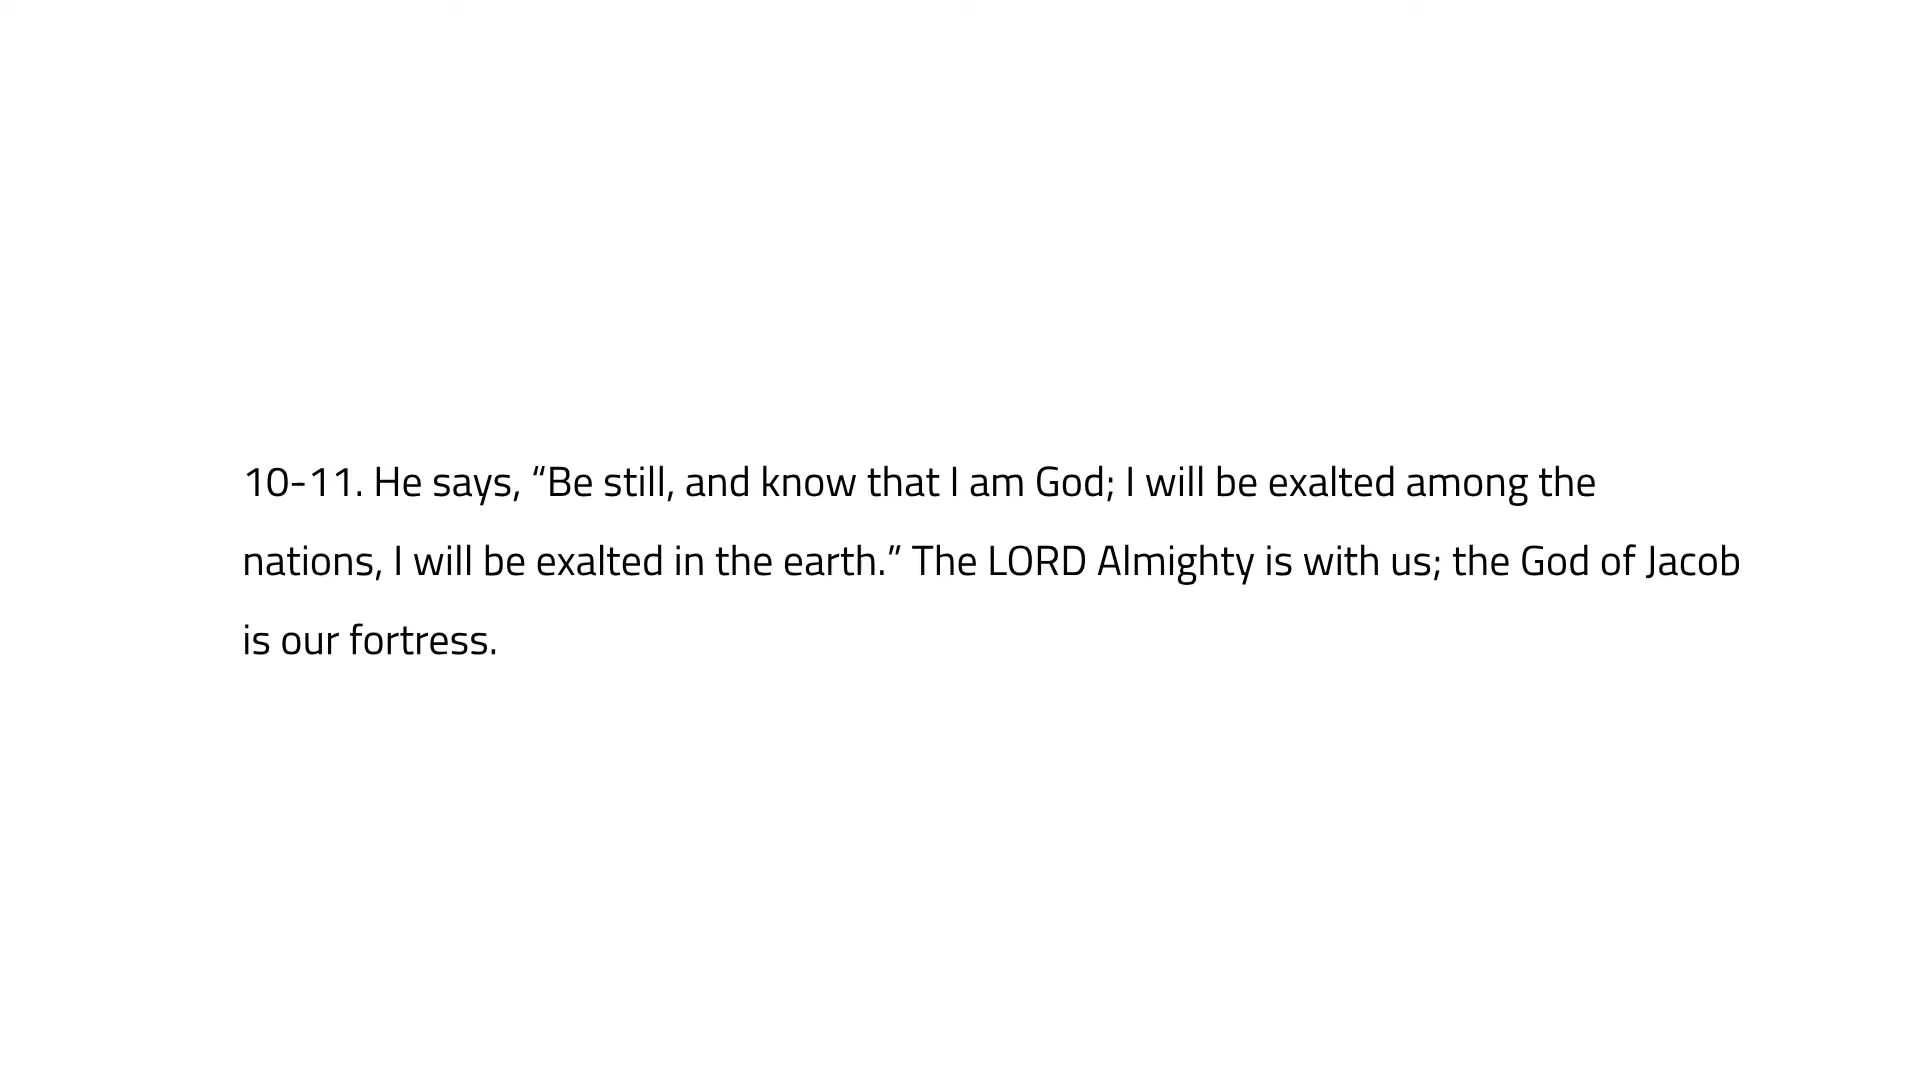 10-11. He says, “Be still, and know that I am God; I will be exalted among the
nations, I will be exalted in the earth.” The LORD Almighty is with us; the God of Jacob
is our fortress.